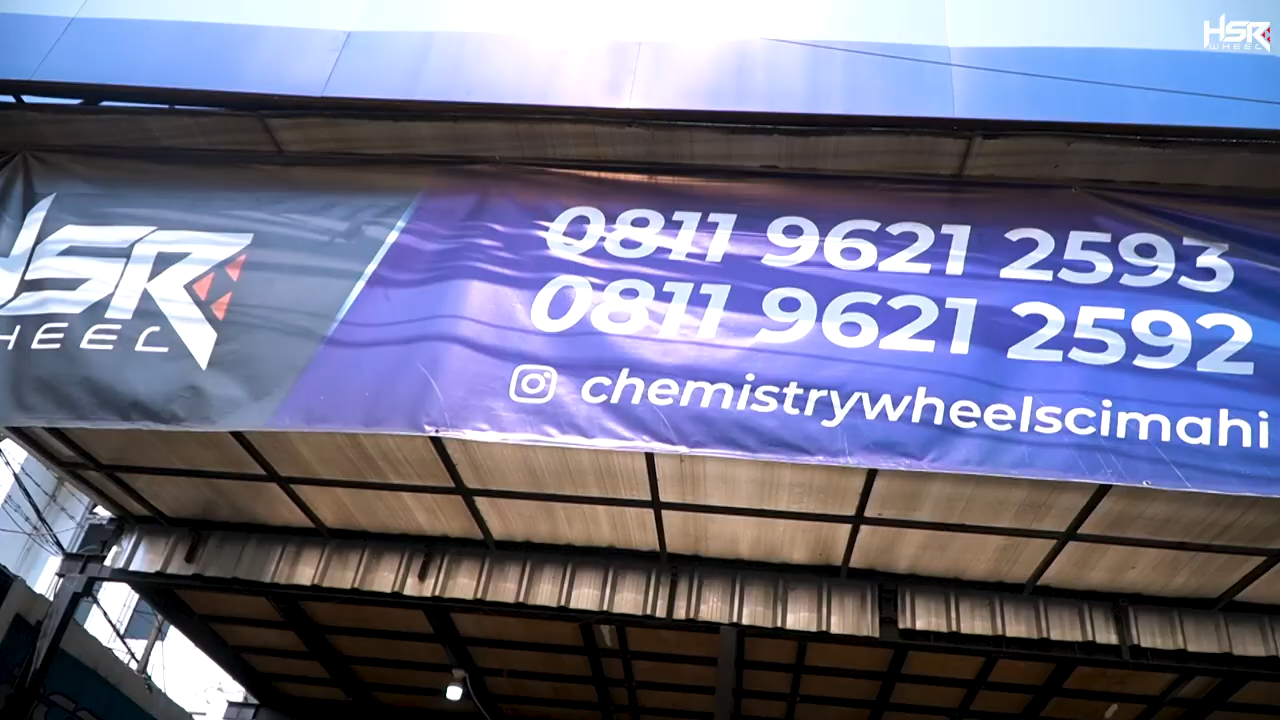 HSR
WHEEL
0811 9621 2593
0811 9621 2592
chemistrywheelscimahi
HSR
WHEEL